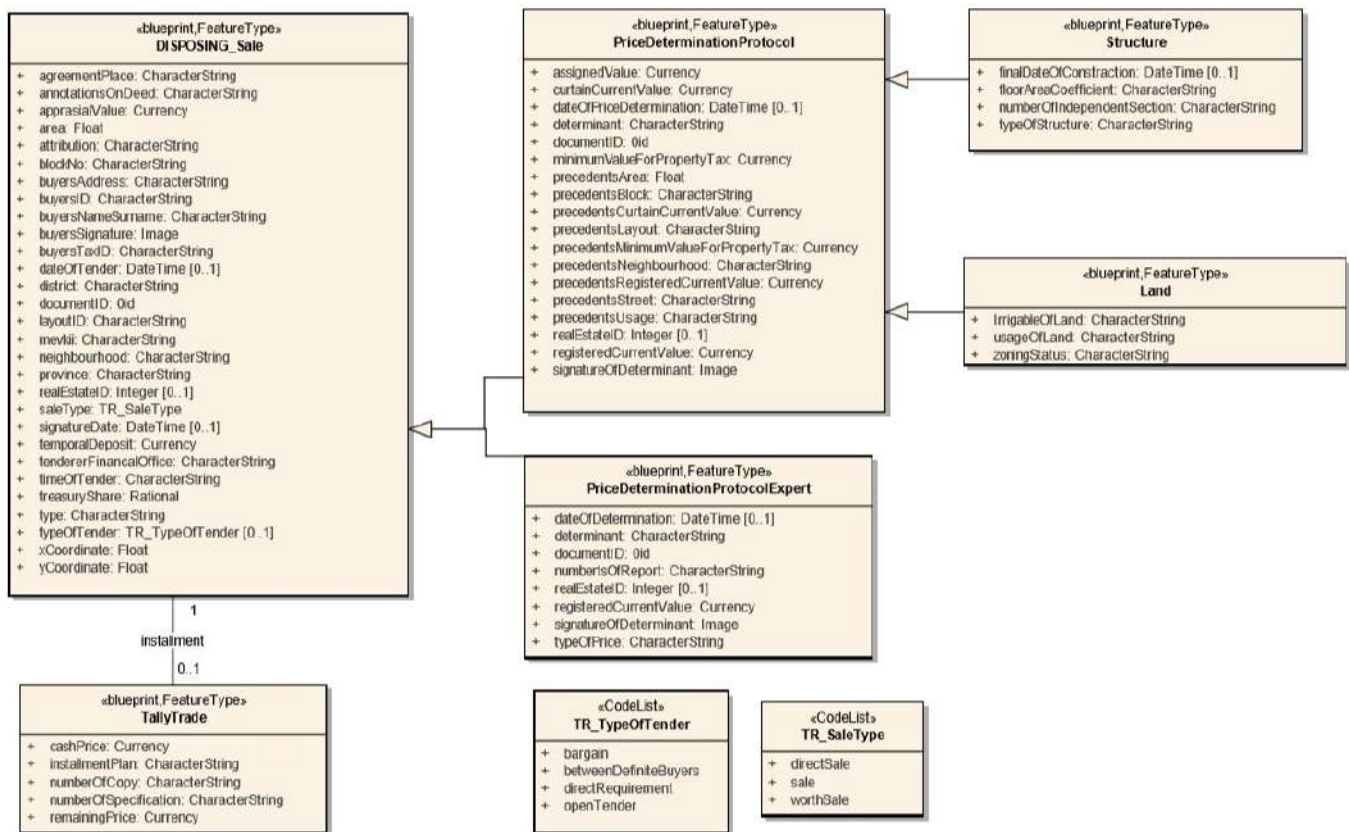 «blueprint,FeatureType»
DISPOSING_Sale
+ agreementPlace: CharacterString
+ annotationsOnDeed: CharacterString
+ apprasialValue: Currency
+ area: Float
+ attribution: CharacterString
+ blockNo: CharacterString
+ buyersAddress: CharacterString
+ buyersID: CharacterString
+ buyersNameSurname: CharacterString
+ buyersSignature: Image
+ buyersTaxID: CharacterString
+ dateOfTender: DateTime [0..1]
+ district: CharacterString
+ documentID: 0id
+ layoutID: CharacterString
+ mevkii: CharacterString
+ neighbourhood: CharacterString
+ province: CharacterString
+ realEstateID: Integer [0..1]
+ saleType: TR_SaleType
+ signatureDate: DateTime [0..1]
+ temporalDeposit: Currency
+ tendererFinancalOffice: CharacterString
+ timeOfTender: CharacterString
+ treasuryShare: Rational
+ type: CharacterString
+ typeOfTender: TR_TypeOfTender [0..1]
+ xCoordinate: Float
+ yCoordinate: Float
1
instalment
0..1
«blueprint,FeatureType»
TallyTrade
+ cashPrice: Currency
+ instalmentPlan: CharacterString
+ numberOfCopy: CharacterString
+ numberOfSpecification: CharacterString
+ remainingPrice: Currency
«blueprint,FeatureType»
PriceDeterminationProtocol
+ assignedValue: Currency
+ curtainCurrentValue: Currency
+ dateOfPriceDetermination: DateTime [0..1]
+ determinant: CharacterString
+ documentID: 0id
+ minimumValueForPropertyTax: Currency
+ precedentsArea: Float
+ precedentsBlock: CharacterString
+ precedentsCurtainCurrentValue: Currency
+ precedentsLayout: CharacterString
+ precedentsMinimumValueForPropertyTax: Currency
+ precedentsNeighbourhood: CharacterString
+ precedentsRegisteredCurrentValue: Currency
+ precedentsStreet: CharacterString
+ precedentsUsage: CharacterString
+ realEstateID: Integer [0..1]
+ registeredCurrentValue: Currency
+ signatureOfDeterminant: Image
«blueprint,FeatureType»
PriceDeterminationProtocolExpert
+ dateOfDetermination: DateTime [0..1]
+ determinant: CharacterString
+ documentID: 0id
+ numberIsOfReport: CharacterString
+ realEstateID: Integer [0..1]
+ registeredCurrentValue: Currency
+ signatureOfDeterminant: Image
+ typeOfPrice: CharacterString
«CodeList»
TR_TypeOfTender
+ bargain
+ betweenDefiniteBuyers
+ directRequirement
+ openTender
«CodeList»
TR_SaleType
+ directSale
+ sale
+ worthSale
«blueprint,FeatureType»
Structure
+ finalDateOfConstraction: DateTime [0..1]
+ floorAreaCoefficient: CharacterString
+ numberOfIndependentSection: CharacterString
+ typeOfStructure: CharacterString
«blueprint,FeatureType»
Land
+ IrrigableOfLand: CharacterString
+ usageOfLand: CharacterString
+ zoningStatus: CharacterString